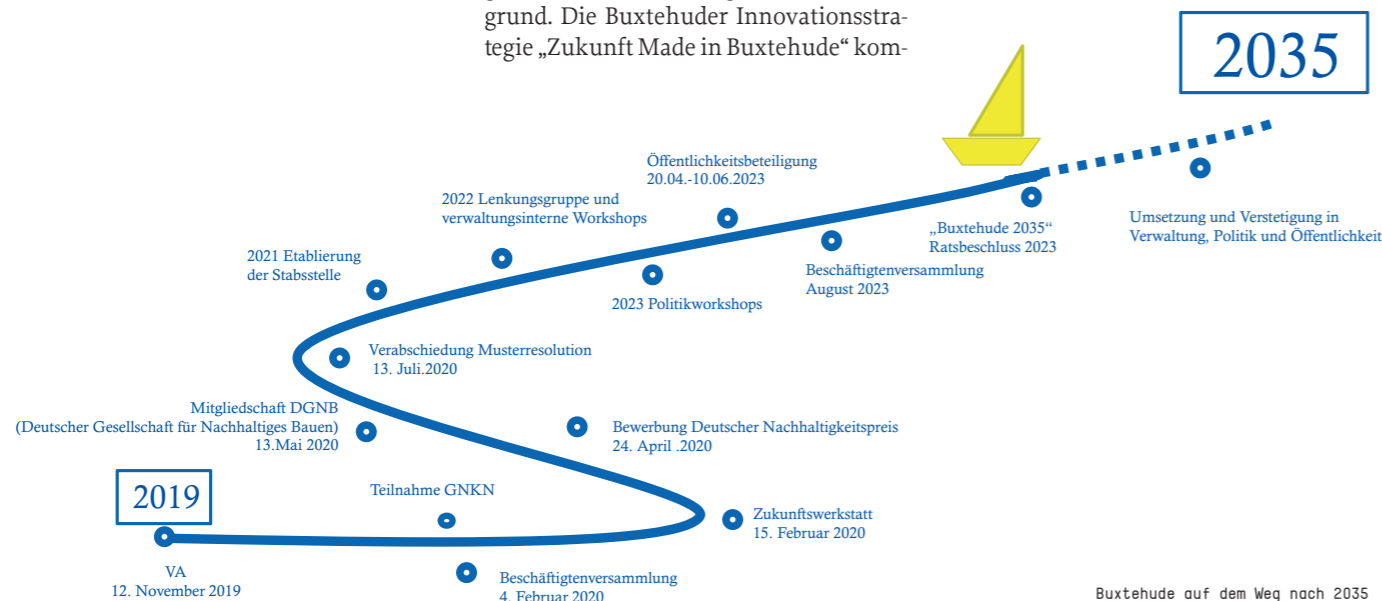 grund. Die Buxtehuder Innovationsstra-
tegie „Zukunft Made in Buxtehude“ kom-
2035
Öffentlichkeitsbeteiligung
20.04.-10.06.2023
2022 Lenkungsgruppe und
verwaltungsinterne Workshops
„Buxtehude 2035“
Ratsbeschluss 2023
Umsetzung und Verstetigung in
Verwaltung, Politik und Öffentlichkeit
2021 Etablierung
der Stabsstelle
Beschäftigtenversammlung
August 2023
2023 Politikworkshops
Verabschiedung Musterresolution
13. Juli.2020
Mitgliedschaft DGNB
(Deutscher Gesellschaft für Nachhaltiges Bauen)
13.Mai 2020
Bewerbung Deutscher Nachhaltigkeitspreis
24. April .2020
2019
Teilnahme GNKN
Zukunftswerkstatt
15. Februar 2020
VA
12. November 2019
Beschäftigtenversammlung
4. Februar 2020
Buxtehude auf dem Weg nach 2035